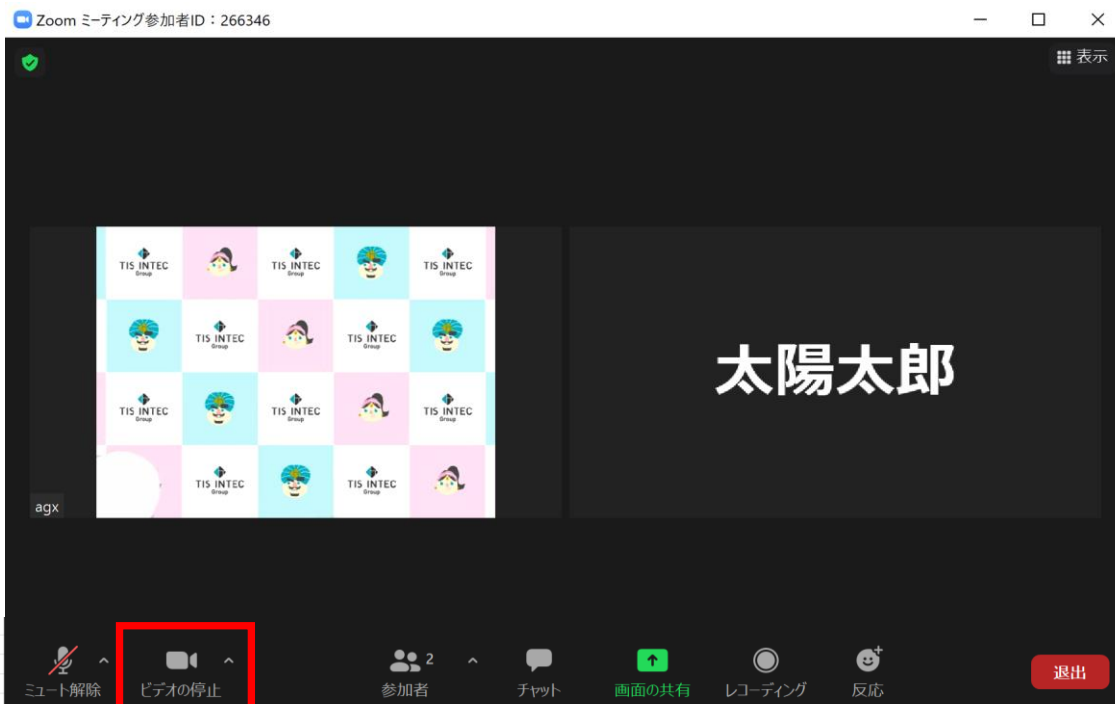 Zoom ミーティング参加者ID：266346
表示
TIS INTEC
Group
TIS INTEC
Group
TIS INTEC
Group
TIS INTEC
Group
TIS INTEC
Group
TIS INTEC
Group
TIS INTEC
Group
TIS INTEC
Group
TIS INTEC
Group
TIS INTEC
Group
太陽太郎
agx
2
ミュート解除 ビデオの停止 参加者 チャット 画面の共有 レコーディング 反応 退出